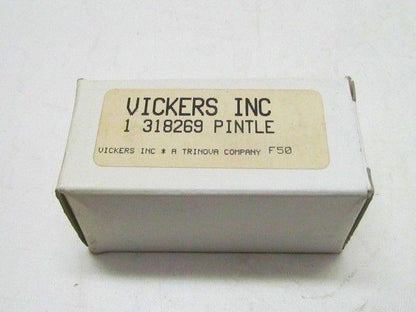 VICKERS INC
1 318269 PINTLE
VICKERS INC * A TRINOVA COMPANY F50